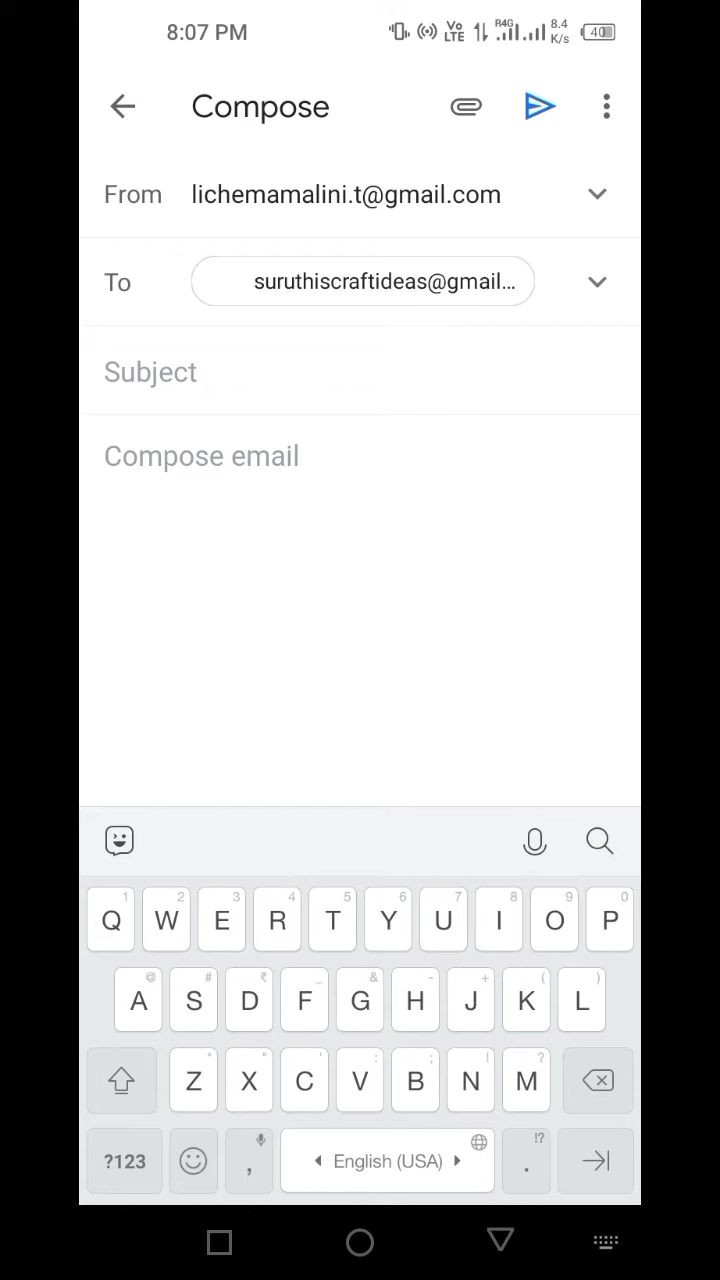 8:07 PM Vo LTE R4G 8.4 K/s 40
Compose
From lichemamalini.t@gmail.com
To suruthiscraftideas@gmail...
Subject
Compose email
1 2 3 4 5 6 7 8 9 0
Q W E R T Y U I O P
@ # ₹ _ & - + ( )
A S D F G H J K L
* " ' : ; ! ?
Z X C V B N M
?123 , English (USA) . !?